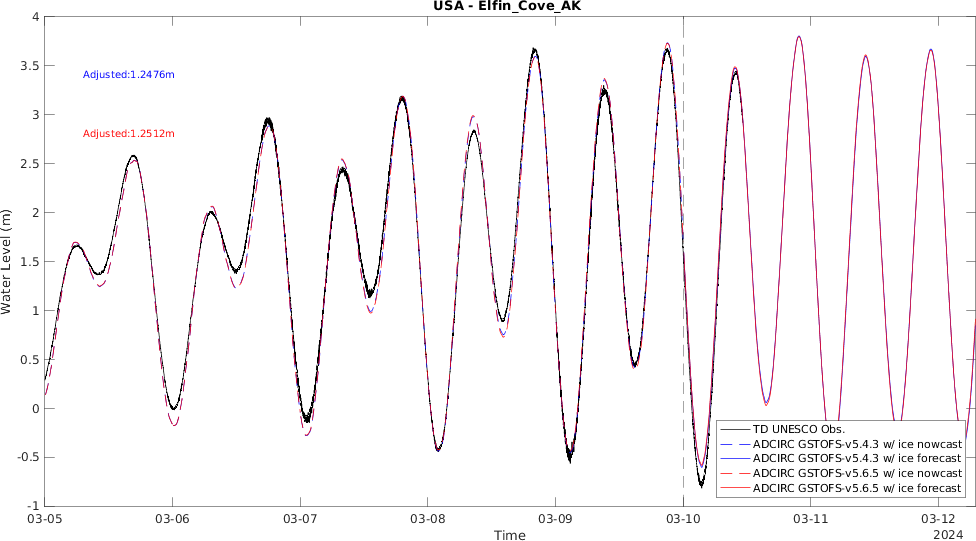 USA - Elfin_Cove_AK
Adjusted:1.2476m
Adjusted:1.2512m
Water Level (m)
4
3.5
3
2.5
2
1.5
1
0.5
0
-0.5
-1
TD UNESCO Obs.
ADCIRC GSTOFS-v5.4.3 w/ ice nowcast
ADCIRC GSTOFS-v5.4.3 w/ ice forecast
ADCIRC GSTOFS-v5.6.5 w/ ice nowcast
ADCIRC GSTOFS-v5.6.5 w/ ice forecast
03-05 03-06 03-07 03-08 03-09 03-10 03-11 03-12
Time
2024